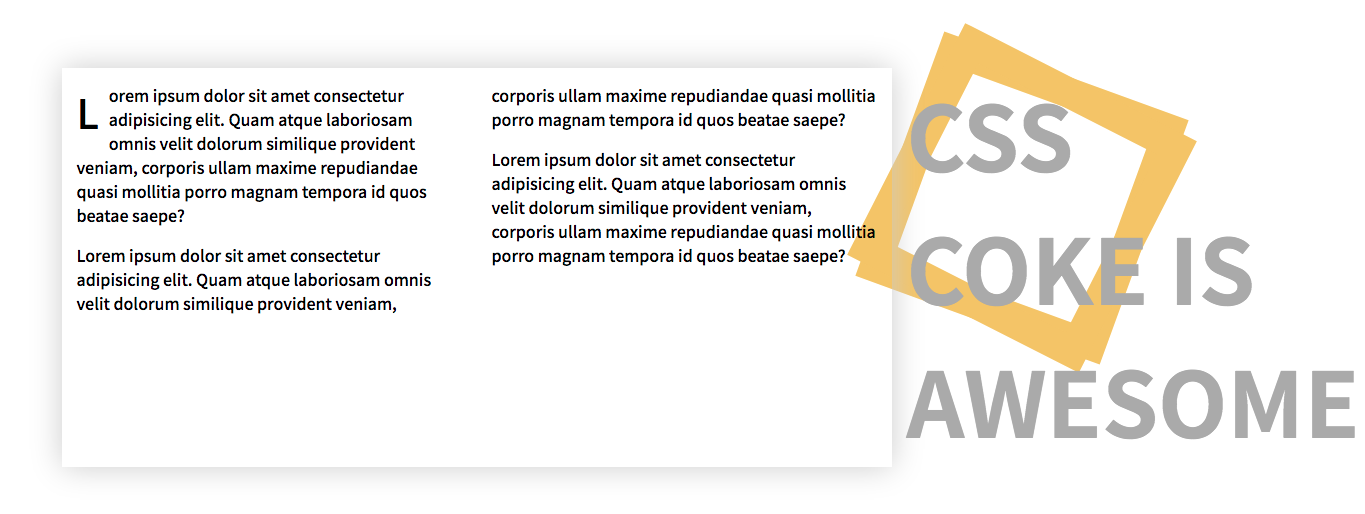 Lorem ipsum dolor sit amet consectetur
adipisicing elit. Quam atque laboriosam
omnis velit dolorum similique provident
veniam, corporis ullam maxime repudiandae
quasi mollitia porro magnam tempora id quos
beatae saepe?
Lorem ipsum dolor sit amet consectetur
adipisicing elit. Quam atque laboriosam omnis
velit dolorum similique provident veniam,
corporis ullam maxime repudiandae quasi mollitia
porro magnam tempora id quos beatae saepe?
Lorem ipsum dolor sit amet consectetur
adipisicing elit. Quam atque laboriosam omnis
velit dolorum similique provident veniam,
corporis ullam maxime repudiandae quasi mollitia
porro magnam tempora id quos beatae saepe?
CSS
COKE IS
AWESOME